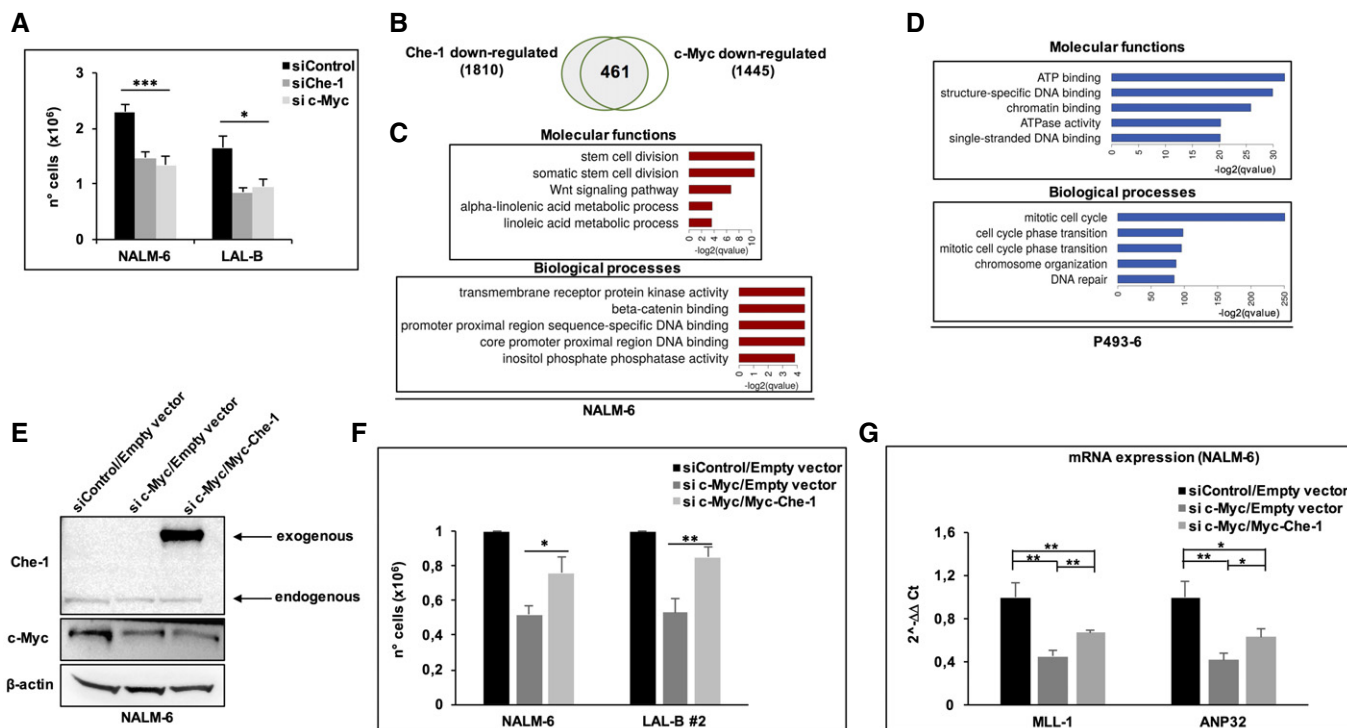 A
siControl
siChe-1
si c-Myc
n° cells (x10⁶)
3
2
1
0
***
*
NALM-6
LAL-B
B
Che-1 down-regulated
(1810)
461
c-Myc down-regulated
(1445)
C
Molecular functions
stem cell division
somatic stem cell division
Wnt signaling pathway
alpha-linolenic acid metabolic process
linoleic acid metabolic process
0 2 4 6 8 10
-log2(qvalue)
Biological processes
transmembrane receptor protein kinase activity
beta-catenin binding
promoter proximal region sequence-specific DNA binding
core promoter proximal region DNA binding
inositol phosphate phosphatase activity
0 1 2 3 4
-log2(qvalue)
NALM-6
D
Molecular functions
ATP binding
structure-specific DNA binding
chromatin binding
ATPase activity
single-stranded DNA binding
0 5 10 15 20 25 30
-log2(qvalue)
Biological processes
mitotic cell cycle
cell cycle phase transition
mitotic cell cycle phase transition
chromosome organization
DNA repair
0 50 100 150 200 250
-log2(qvalue)
P493-6
E
siControl/Empty vector
si c-Myc/Empty vector
si c-Myc/Myc-Che-1
Che-1
exogenous
endogenous
c-Myc
β-actin
NALM-6
F
siControl/Empty vector
si c-Myc/Empty vector
si c-Myc/Myc-Che-1
n° cells (x10⁶)
1
0,8
0,6
0,4
0,2
0
*
**
NALM-6
LAL-B #2
G
mRNA expression (NALM-6)
siControl/Empty vector
si c-Myc/Empty vector
si c-Myc/Myc-Che-1
2^-ΔΔ Ct
1,6
1,2
0,8
0,4
0
**
**
**
*
**
*
MLL-1
ANP32